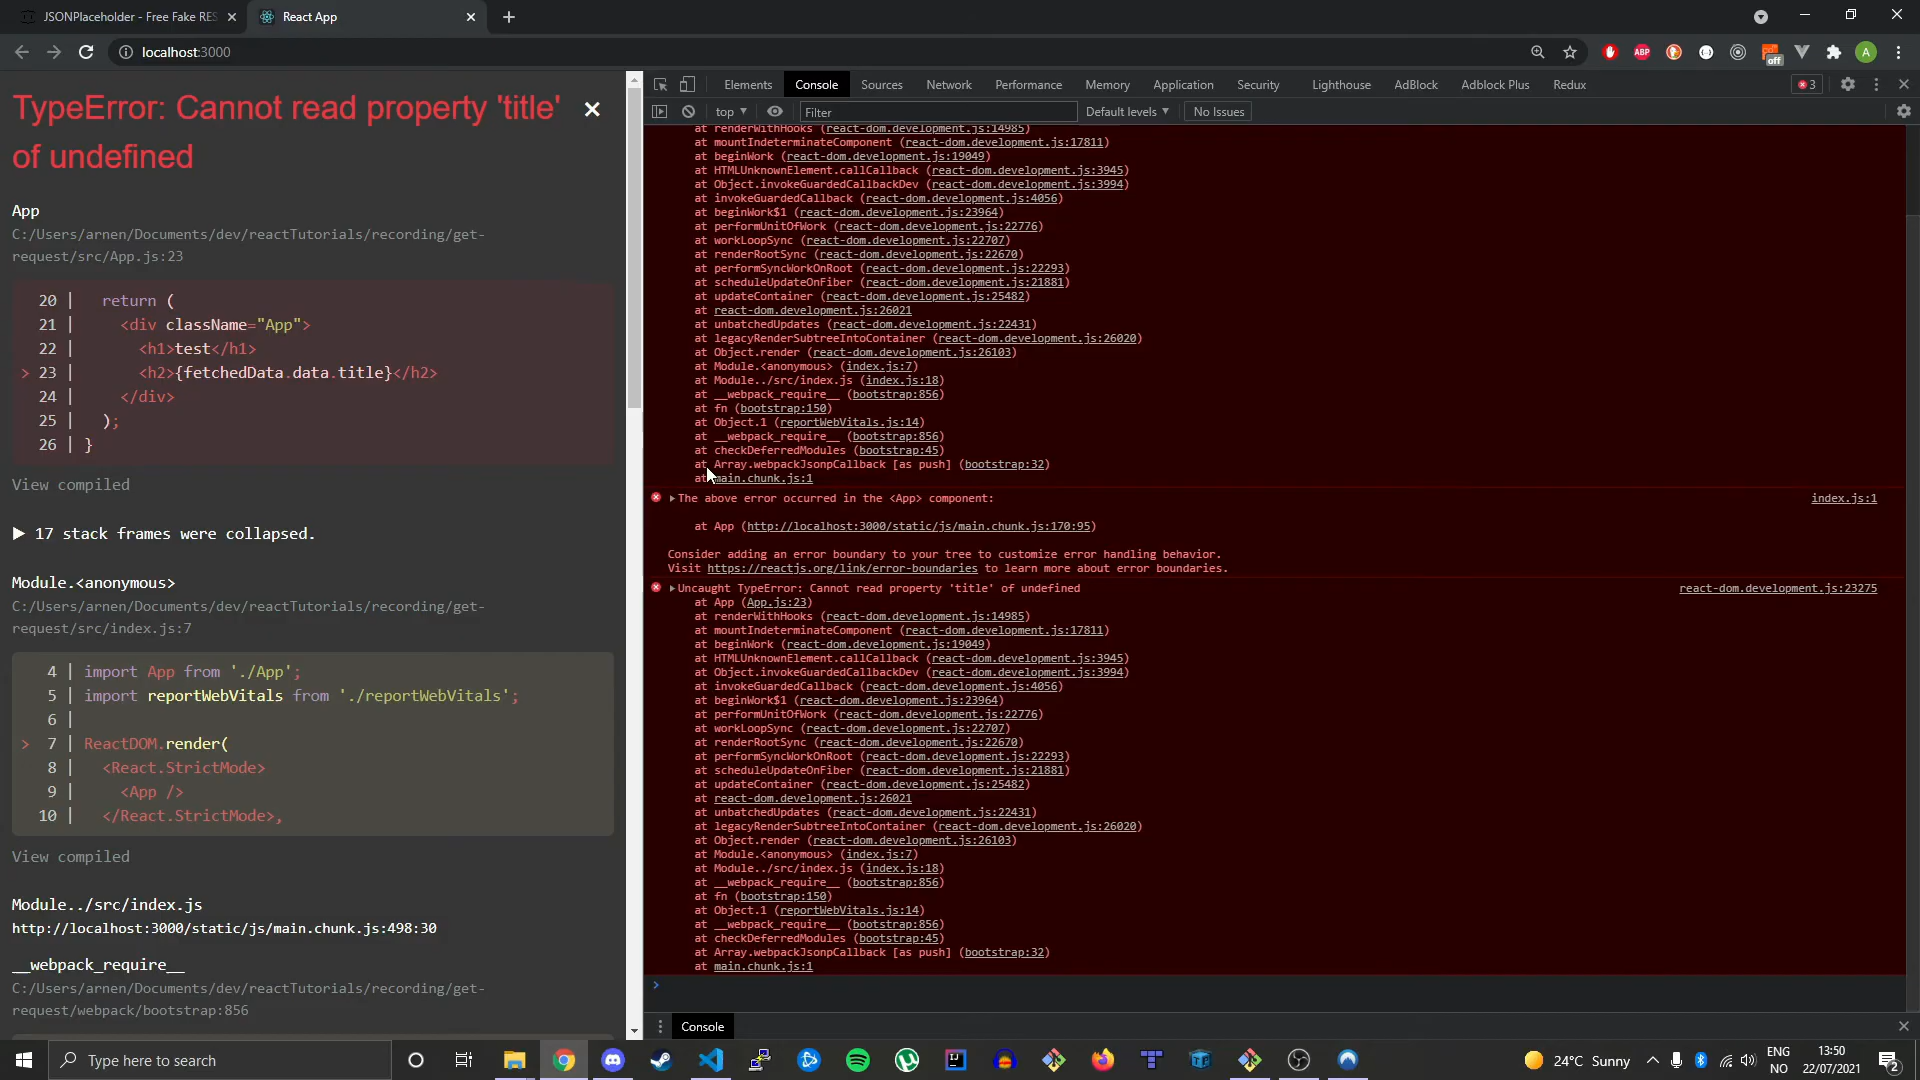 JSONPlaceholder - Free Fake RES
React App
localhost:3000
ABP
off
A
TypeError: Cannot read property 'title'
of undefined
App
C:/Users/arnen/Documents/dev/reactTutorials/recording/get-
request/src/App.js:23
20 | return (
21 | <div className="App">
22 | <h1>test</h1>
> 23 | <h2>{fetchedData.data.title}</h2>
24 | </div>
25 | );
26 | }
View compiled
▶ 17 stack frames were collapsed.
Module.<anonymous>
C:/Users/arnen/Documents/dev/reactTutorials/recording/get-
request/src/index.js:7
4 | import App from './App';
5 | import reportWebVitals from './reportWebVitals';
6 |
> 7 | ReactDOM.render(
8 | <React.StrictMode>
9 | <App />
10 | </React.StrictMode>,
View compiled
Module../src/index.js
http://localhost:3000/static/js/main.chunk.js:498:30
__webpack_require__
C:/Users/arnen/Documents/dev/reactTutorials/recording/get-
request/webpack/bootstrap:856
Elements Console Sources Network Performance Memory Application Security Lighthouse AdBlock Adblock Plus Redux 3
top Filter Default levels No Issues
at renderWithHooks (react-dom.development.js:14985)
at mountIndeterminateComponent (react-dom.development.js:17811)
at beginWork (react-dom.development.js:19049)
at HTMLUnknownElement.callCallback (react-dom.development.js:3945)
at Object.invokeGuardedCallbackDev (react-dom.development.js:3994)
at invokeGuardedCallback (react-dom.development.js:4056)
at beginWork$1 (react-dom.development.js:23964)
at performUnitOfWork (react-dom.development.js:22776)
at workLoopSync (react-dom.development.js:22707)
at renderRootSync (react-dom.development.js:22670)
at performSyncWorkOnRoot (react-dom.development.js:22293)
at scheduleUpdateOnFiber (react-dom.development.js:21881)
at updateContainer (react-dom.development.js:25482)
at react-dom.development.js:26021
at unbatchedUpdates (react-dom.development.js:22431)
at legacyRenderSubtreeIntoContainer (react-dom.development.js:26020)
at Object.render (react-dom.development.js:26103)
at Module.<anonymous> (index.js:7)
at Module../src/index.js (index.js:18)
at __webpack_require__ (bootstrap:856)
at fn (bootstrap:150)
at Object.1 (reportWebVitals.js:14)
at __webpack_require__ (bootstrap:856)
at checkDeferredModules (bootstrap:45)
at Array.webpackJsonpCallback [as push] (bootstrap:32)
at main.chunk.js:1
The above error occurred in the <App> component: index.js:1
at App (http://localhost:3000/static/js/main.chunk.js:170:95)
Consider adding an error boundary to your tree to customize error handling behavior.
Visit https://reactjs.org/link/error-boundaries to learn more about error boundaries.
Uncaught TypeError: Cannot read property 'title' of undefined react-dom.development.js:23275
at App (App.js:23)
at renderWithHooks (react-dom.development.js:14985)
at mountIndeterminateComponent (react-dom.development.js:17811)
at beginWork (react-dom.development.js:19049)
at HTMLUnknownElement.callCallback (react-dom.development.js:3945)
at Object.invokeGuardedCallbackDev (react-dom.development.js:3994)
at invokeGuardedCallback (react-dom.development.js:4056)
at beginWork$1 (react-dom.development.js:23964)
at performUnitOfWork (react-dom.development.js:22776)
at workLoopSync (react-dom.development.js:22707)
at renderRootSync (react-dom.development.js:22670)
at performSyncWorkOnRoot (react-dom.development.js:22293)
at scheduleUpdateOnFiber (react-dom.development.js:21881)
at updateContainer (react-dom.development.js:25482)
at react-dom.development.js:26021
at unbatchedUpdates (react-dom.development.js:22431)
at legacyRenderSubtreeIntoContainer (react-dom.development.js:26020)
at Object.render (react-dom.development.js:26103)
at Module.<anonymous> (index.js:7)
at Module../src/index.js (index.js:18)
at __webpack_require__ (bootstrap:856)
at fn (bootstrap:150)
at Object.1 (reportWebVitals.js:14)
at __webpack_require__ (bootstrap:856)
at checkDeferredModules (bootstrap:45)
at Array.webpackJsonpCallback [as push] (bootstrap:32)
at main.chunk.js:1
Console
Type here to search
24°C Sunny
ENG
NO
13:50
22/07/2021
2